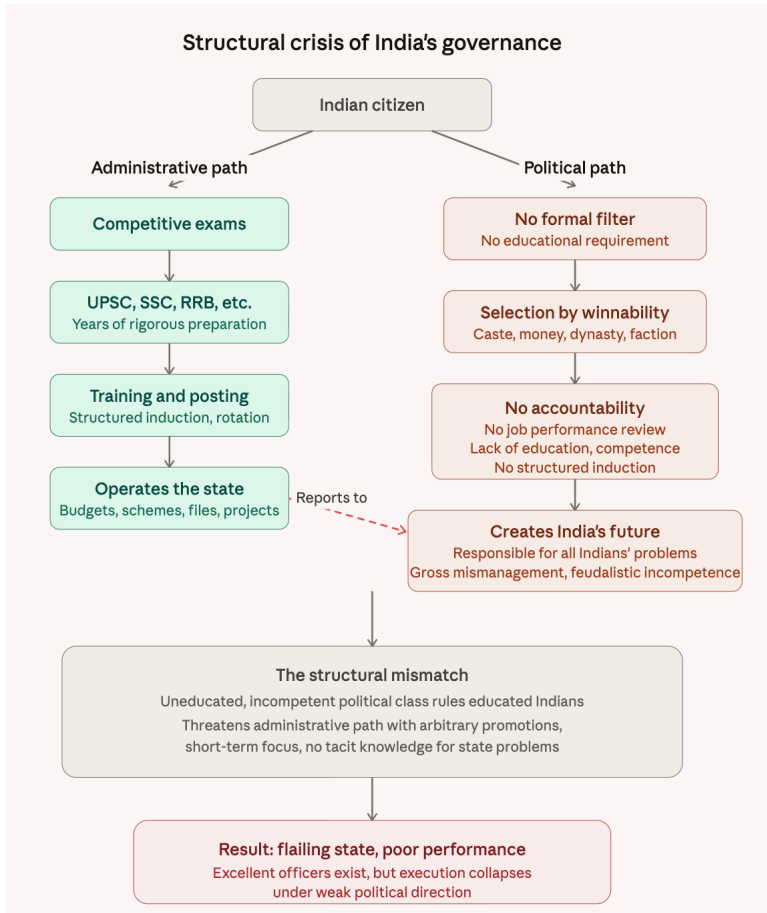 Structural crisis of India's governance
Indian citizen
Administrative path
Political path
Competitive exams
No formal filter
No educational requirement
UPSC, SSC, RRB, etc.
Years of rigorous preparation
Selection by winnability
Caste, money, dynasty, faction
Training and posting
Structured induction, rotation
No accountability
No job performance review
Lack of education, competence
No structured induction
Operates the state
Budgets, schemes, files, projects
Reports to
Creates India's future
Responsible for all Indians' problems
Gross mismanagement, feudalistic incompetence
The structural mismatch
Uneducated, incompetent political class rules educated Indians
Threatens administrative path with arbitrary promotions,
short-term focus, no tacit knowledge for state problems
Result: flailing state, poor performance
Excellent officers exist, but execution collapses
under weak political direction